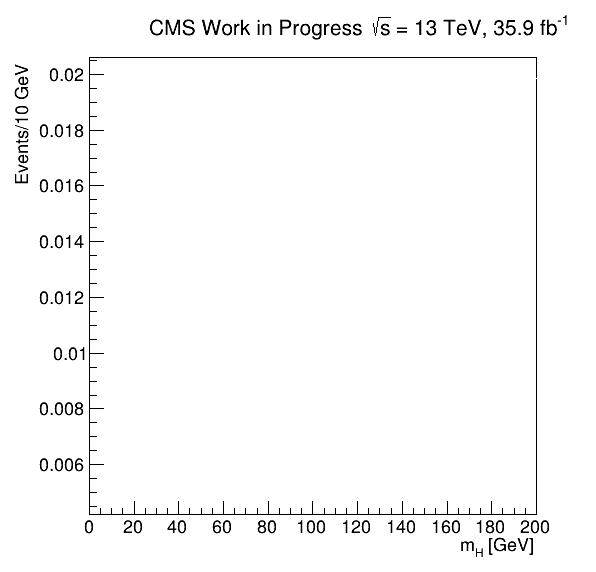 CMS Work in Progress √s = 13 TeV, 35.9 fb⁻¹
Events/10 GeV
0.02
0.018
0.016
0.014
0.012
0.01
0.008
0.006
0 20 40 60 80 100 120 140 160 180 200
m_H [GeV]